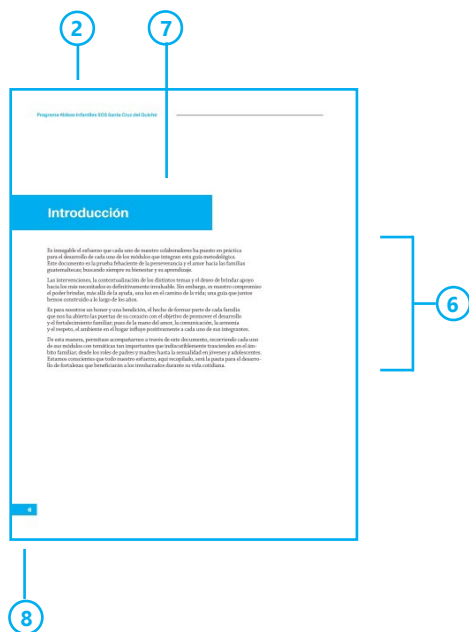 2
7
Programa Aldeas Infantiles SOS Santa Cruz del Quiché
Introducción
Es innegable el esfuerzo que cada uno de nuestro colaboradores ha puesto en práctica
para el desarrollo de cada uno de los módulos que integran esta guía metodológica.
Este documento es la prueba fehaciente de la perseverancia y el amor hacia las familias
guatemaltecas; buscando siempre su bienestar y su aprendizaje.
Las intervenciones, la contextualización de los distintos temas y el deseo de brindar apoyo
hacia los más necesitados es definitivamente invaluable. Sin embargo, es nuestro compromiso
el poder brindar, más allá de la ayuda, una luz en el camino de la vida; una guía que juntos
hemos construido a lo largo de los años.
Es para nosotros un honor y una bendición, el hecho de formar parte de cada familia
que nos ha abierto las puertas de su corazón con el objetivo de promover el desarrollo
y el fortalecimiento familiar; pues de la mano del amor, la comunicación, la armonía
y el respeto, el ambiente en el hogar influye positivamente a cada uno de sus integrantes.
De esta manera, permítase acompañarnos a través de este documento, recorriendo cada uno
de sus módulos con temáticas tan importantes que indiscutiblemente trascienden en el ám-
bito familiar; desde los roles de padres y madres hasta la sexualidad en jóvenes y adolescentes.
Estamos conscientes que todo nuestro esfuerzo, aquí recopilado, será la pauta para el desarro-
llo de fortalezas que beneficiarán a los involucrados durante su vida cotidiana.
6
6
8